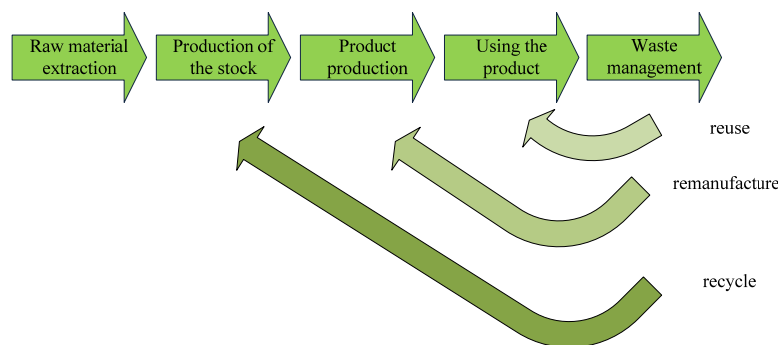 Raw material
extraction
Production of
the stock
Product
production
Using the
product
Waste
management
reuse
remanufacture
recycle